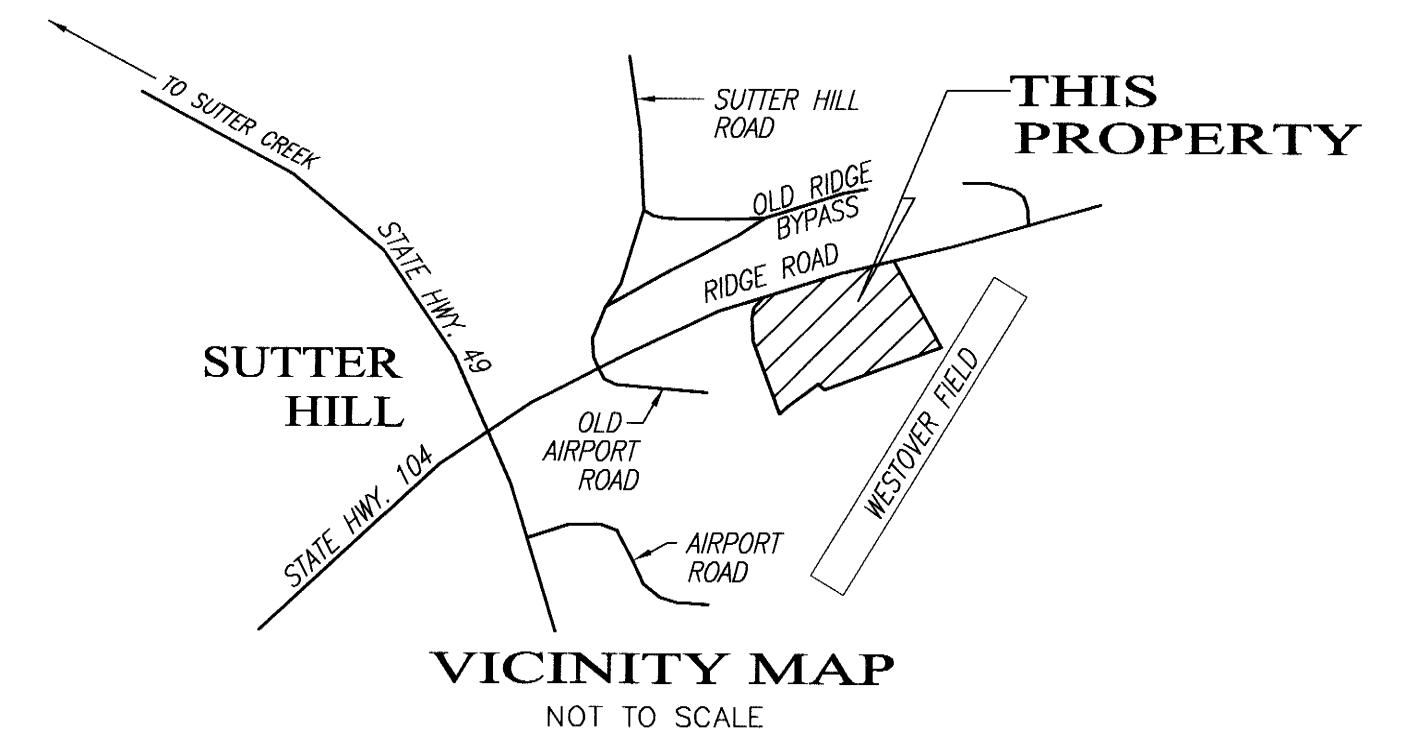 TO SUTTER CREEK
SUTTER HILL
ROAD
THIS
PROPERTY
OLD RIDGE
BYPASS
RIDGE ROAD
STATE HWY. 49
SUTTER
HILL
OLD
AIRPORT
ROAD
WESTOVER FIELD
STATE HWY. 104
AIRPORT
ROAD
VICINITY MAP
NOT TO SCALE